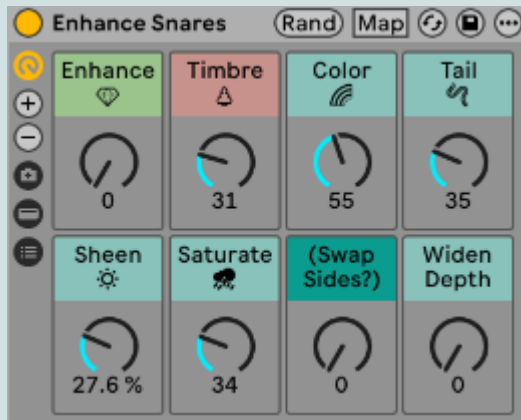 Enhance Snares Rand Map
Enhance Timbre Color Tail
0 31 55 35
Sheen Saturate (Swap Sides?) Widen Depth
27.6 % 34 0 0